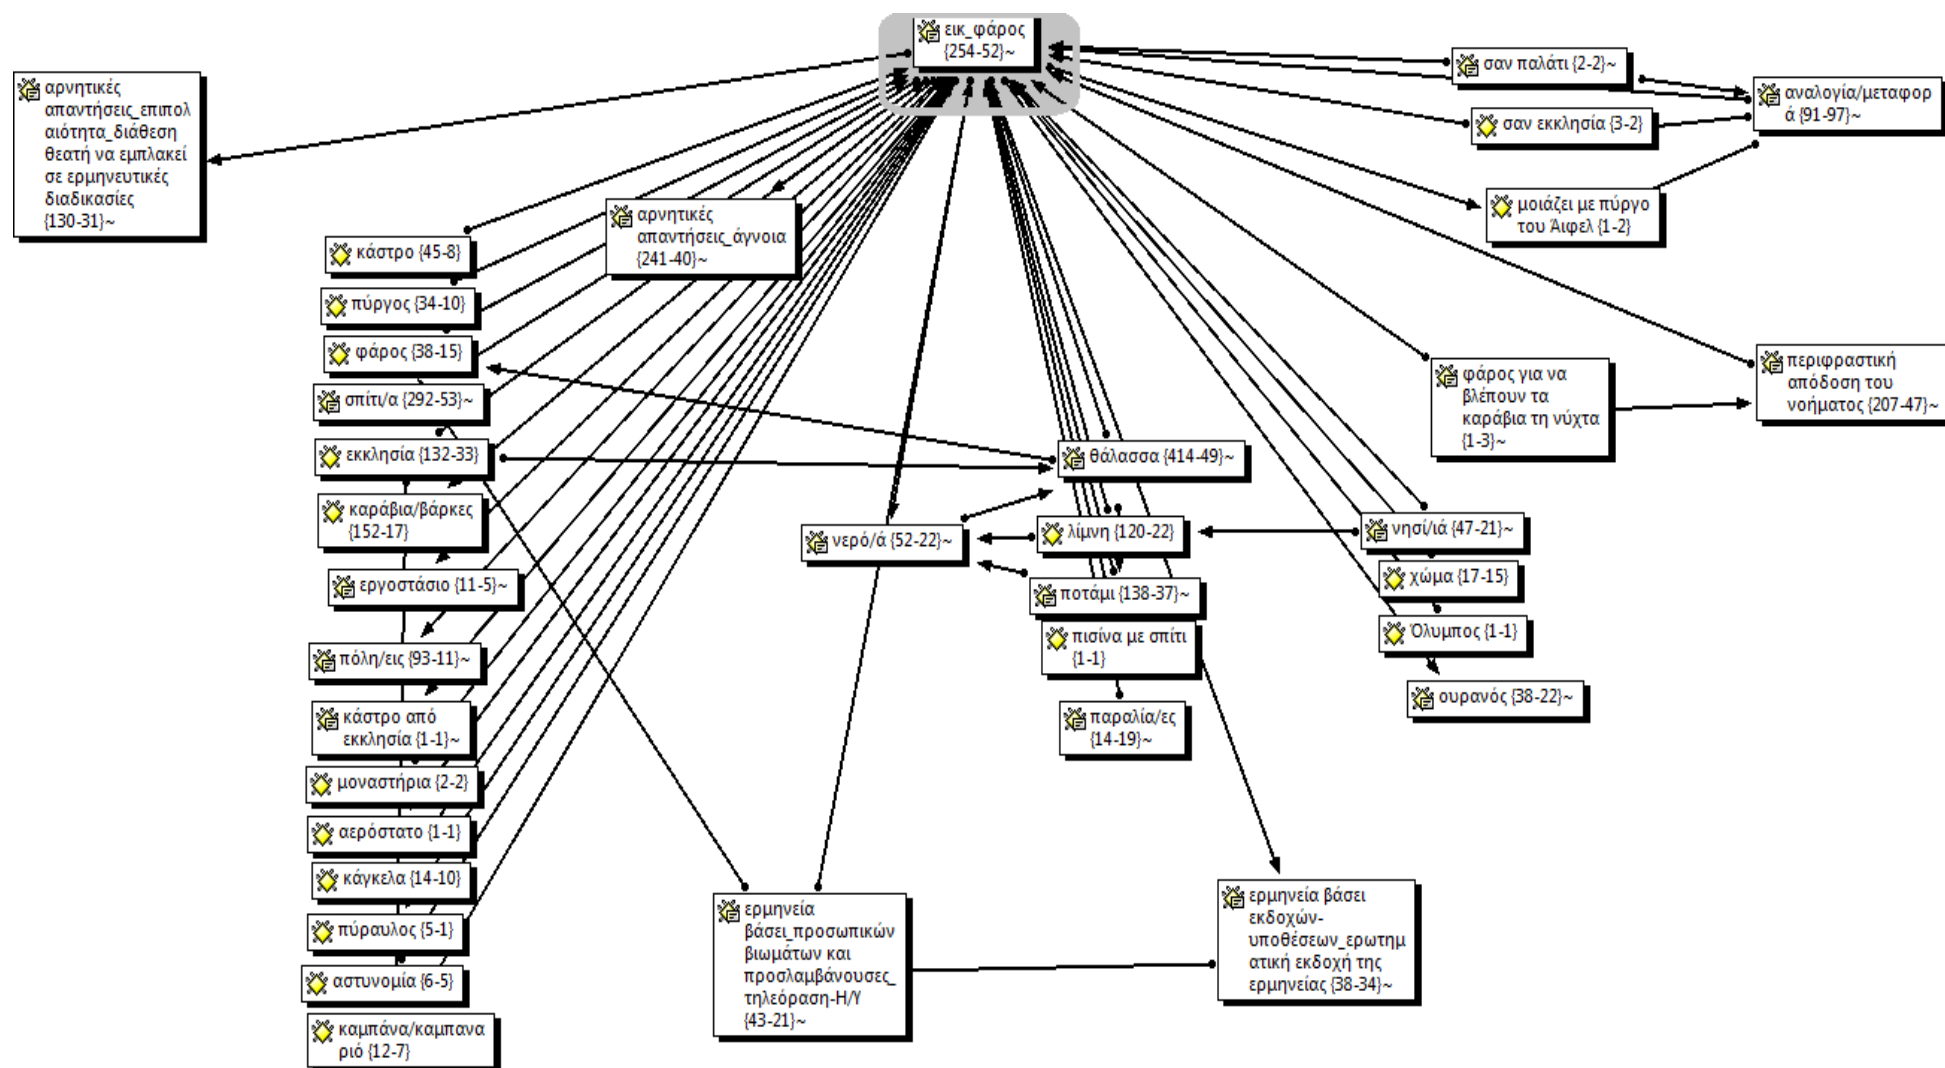 εικ_φάρος
{254-52}~
αρνητικές
απαντήσεις_επιπολ
αιότητα_διάθεση
θεατή να εμπλακεί
σε ερμηνευτικές
διαδικασίες
{130-31}~
σαν παλάτι {2-2}~
αναλογία/μεταφορ
ά {91-97}~
σαν εκκλησία {3-2}
μοιάζει με πύργο
του Άιφελ {1-2}
αρνητικές
απαντήσεις_άγνοια
{241-40}~
κάστρο {45-8}
πύργος {34-10}
φάρος {38-15}
σπίτι/α {292-53}~
εκκλησία {132-33}
καράβια/βάρκες
{152-17}
εργοστάσιο {11-5}~
πόλη/εις {93-11}~
κάστρο από
εκκλησία {1-1}~
μοναστήρια {2-2}
αερόστατο {1-1}
κάγκελα {14-10}
πύραυλος {5-1}
αστυνομία {6-5}
καμπάνα/καμπανα
ριό {12-7}
φάρος για να
βλέπουν τα
καράβια τη νύχτα
{1-3}~
περιφραστική
απόδοση του
νοήματος {207-47}~
θάλασσα {414-49}~
νερό/ά {52-22}~
λίμνη {120-22}
ποτάμι {138-37}~
πισίνα με σπίτι
{1-1}
παραλία/ες
{14-19}~
νησί/ιά {47-21}~
χώμα {17-15}
Όλυμπος {1-1}
ουρανός {38-22}~
ερμηνεία
βάσει_προσωπικών
βιωμάτων και
προσλαμβάνουσες_
τηλεόραση-Η/Υ
{43-21}~
ερμηνεία βάσει
εκδοχών-
υποθέσεων_ερωτημ
ατική εκδοχή της
ερμηνείας {38-34}~